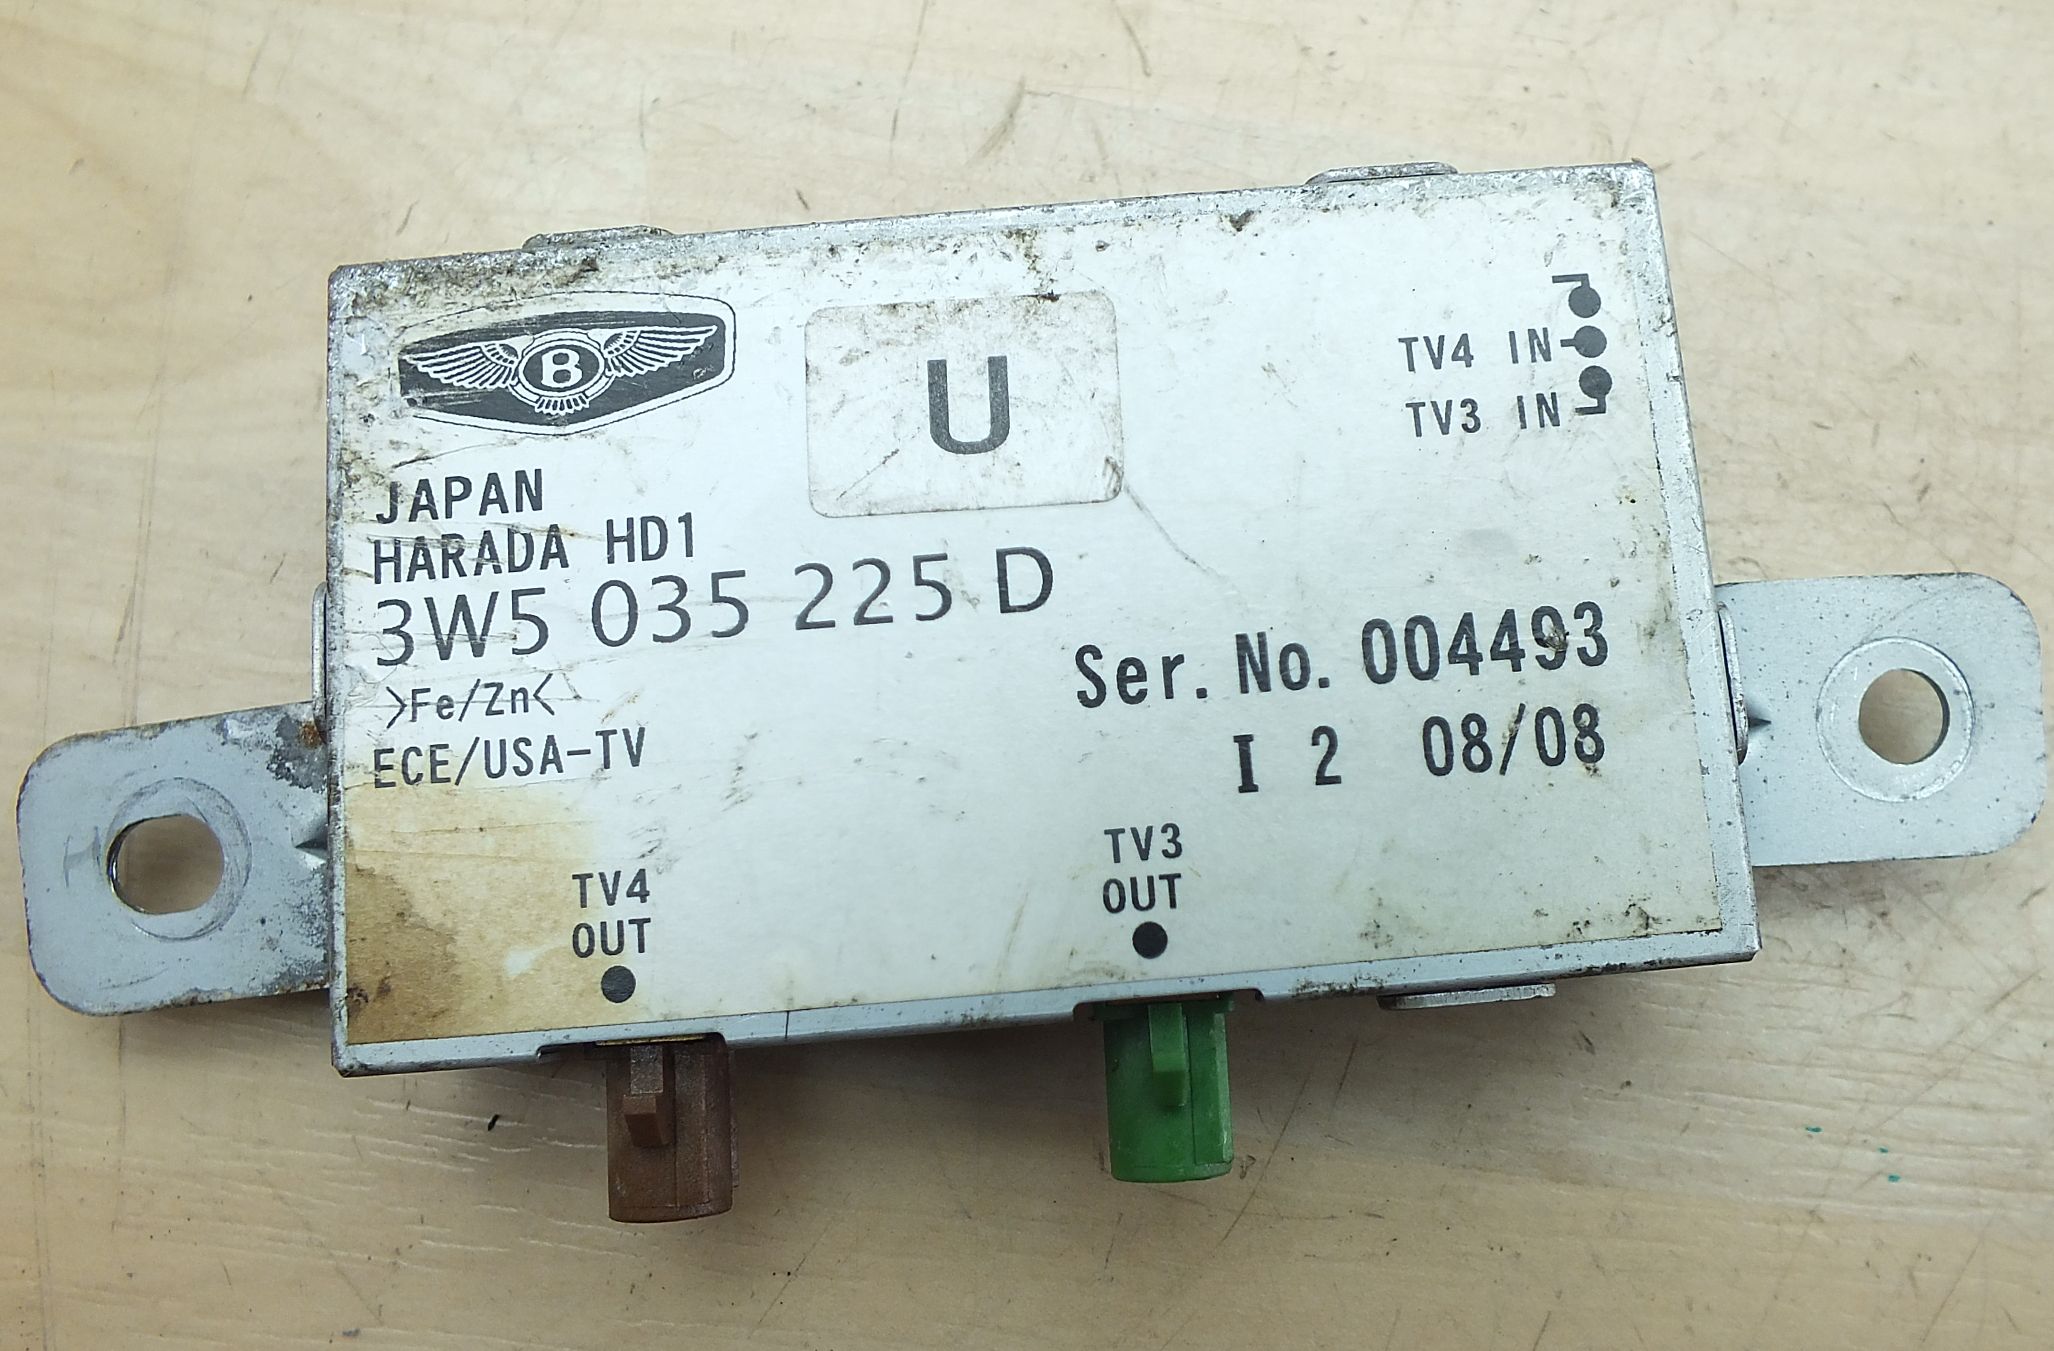 B
U
TV4 IN
TV3 IN
JAPAN
HARADA HD1
3W5 035 225 D
>Fe/Zn<
ECE/USA-TV
Ser. No. 004493
I 2 08/08
TV4
OUT
TV3
OUT